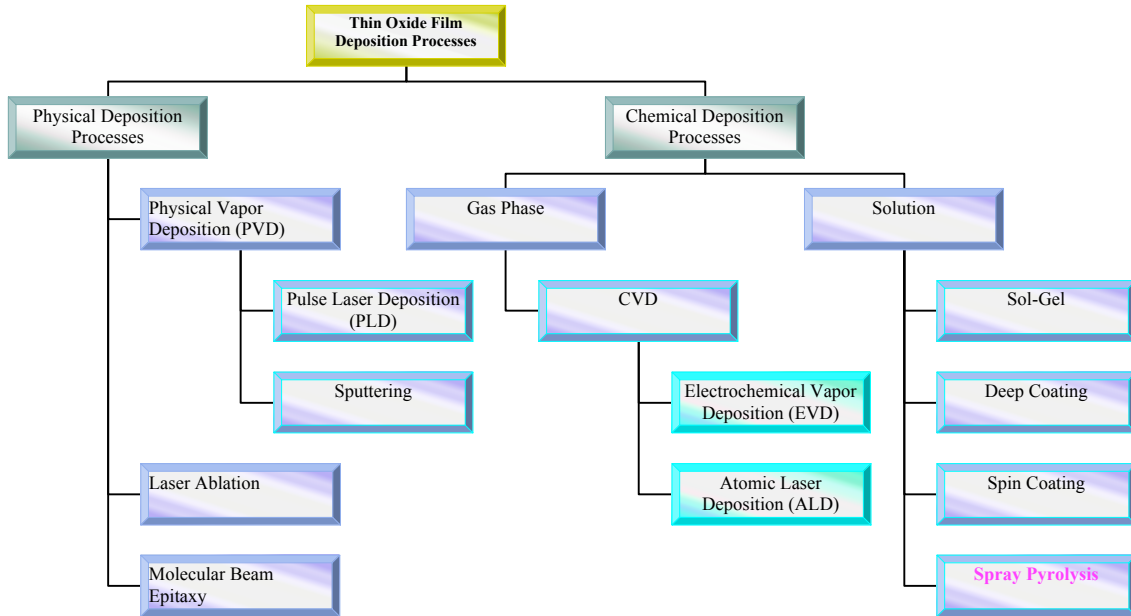 Thin Oxide Film
Deposition Processes
Physical Deposition
Processes
Chemical Deposition
Processes
Physical Vapor
Deposition (PVD)
Gas Phase
Solution
Pulse Laser Deposition
(PLD)
CVD
Sol-Gel
Sputtering
Electrochemical Vapor
Deposition (EVD)
Deep Coating
Laser Ablation
Atomic Laser
Deposition (ALD)
Spin Coating
Molecular Beam
Epitaxy
Spray Pyrolysis